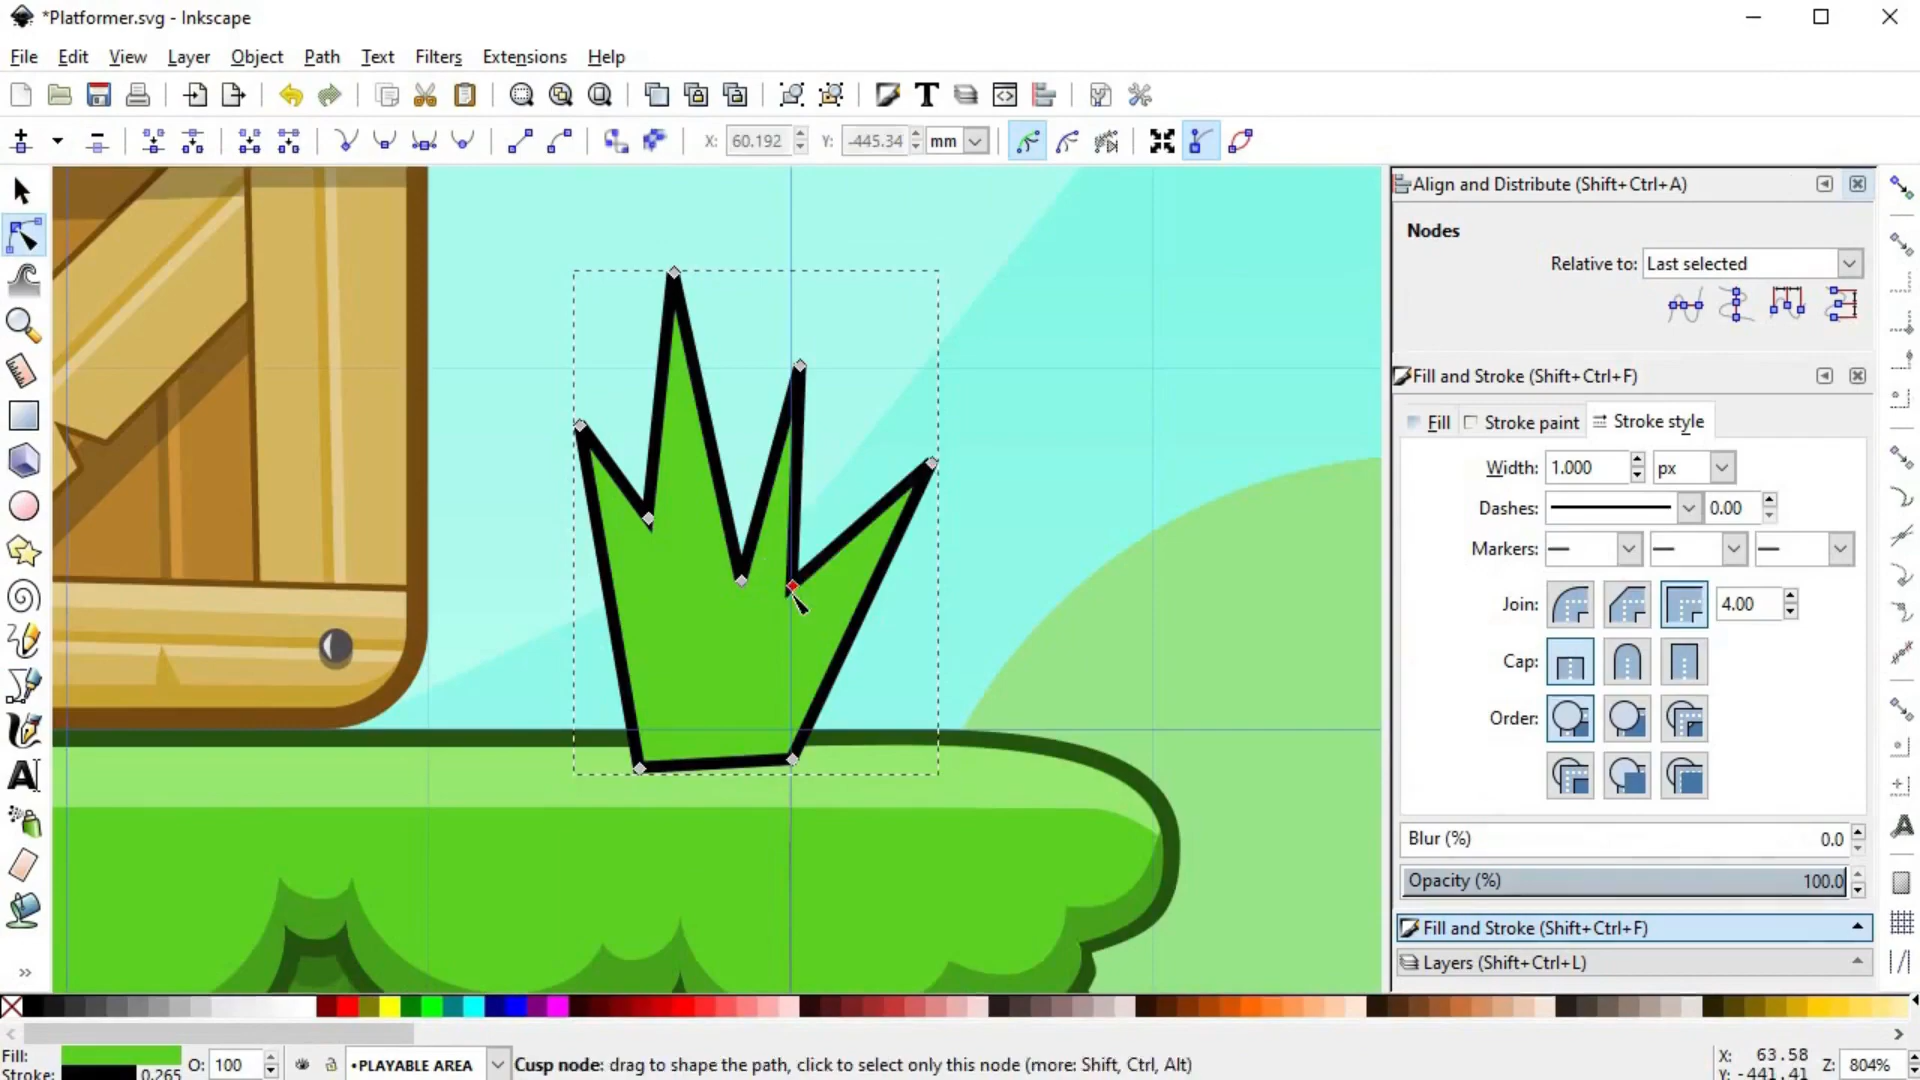 *Platformer.svg - Inkscape
File Edit View Layer Object Path Text Filters Extensions Help
X: 60.192 Y: -445.34 mm
Align and Distribute (Shift+Ctrl+A)
Nodes
Relative to: Last selected
Fill and Stroke (Shift+Ctrl+F)
Fill Stroke paint Stroke style
Width: 1.000 px
Dashes: 0.00
Markers:
Join: 4.00
Cap:
Order:
Blur (%) 0.0
Opacity (%) 100.0
Fill and Stroke (Shift+Ctrl+F)
Layers (Shift+Ctrl+L)
Fill:
Stroke: 0.265
O: 100
•PLAYABLE AREA
Cusp node: drag to shape the path, click to select only this node (more: Shift, Ctrl, Alt)
X: 63.58
Y: -441.41
Z: 804%